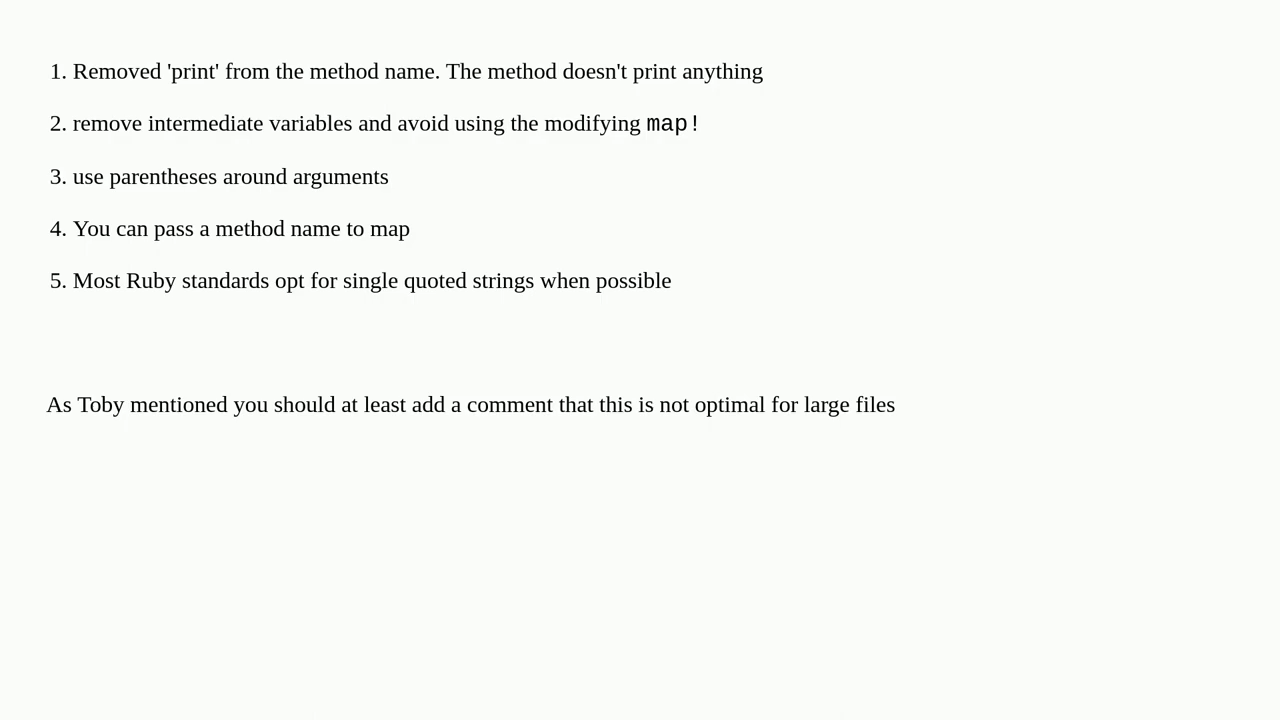 1. Removed 'print' from the method name. The method doesn't print anything
2. remove intermediate variables and avoid using the modifying map!
3. use parentheses around arguments
4. You can pass a method name to map
5. Most Ruby standards opt for single quoted strings when possible
As Toby mentioned you should at least add a comment that this is not optimal for large files